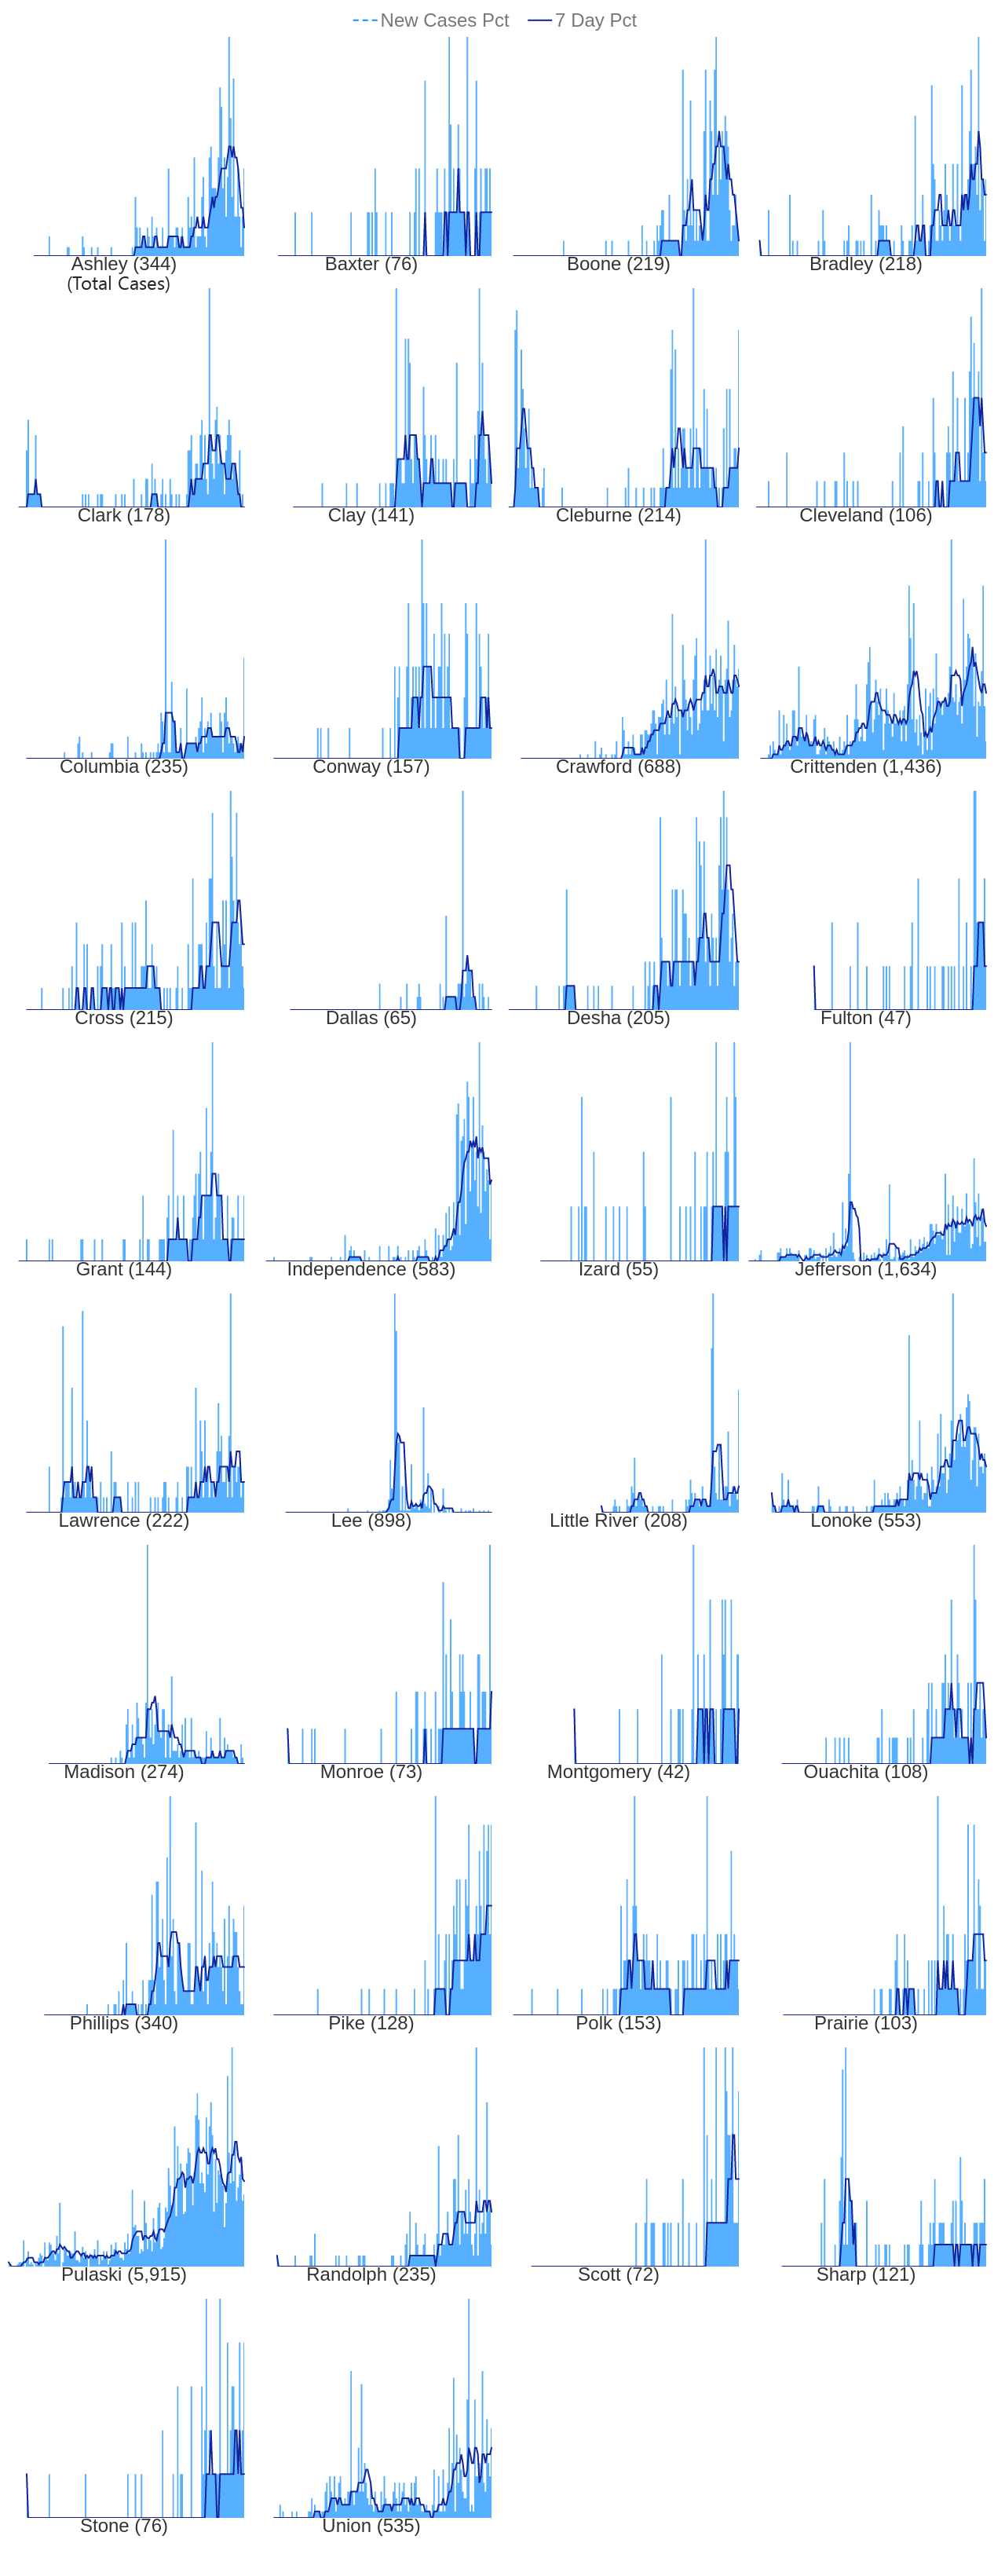 New Cases Pct 7 Day Pct
Ashley (344) Baxter (76) Boone (219) Bradley (218)
(Total Cases)
Clark (178) Clay (141) Cleburne (214) Cleveland (106)
Columbia (235) Conway (157) Crawford (688) Crittenden (1,436)
Cross (215) Dallas (65) Desha (205) Fulton (47)
Grant (144) Independence (583) Izard (55) Jefferson (1,634)
Lawrence (222) Lee (898) Little River (208) Lonoke (553)
Madison (274) Monroe (73) Montgomery (42) Ouachita (108)
Phillips (340) Pike (128) Polk (153) Prairie (103)
Pulaski (5,915) Randolph (235) Scott (72) Sharp (121)
Stone (76) Union (535)